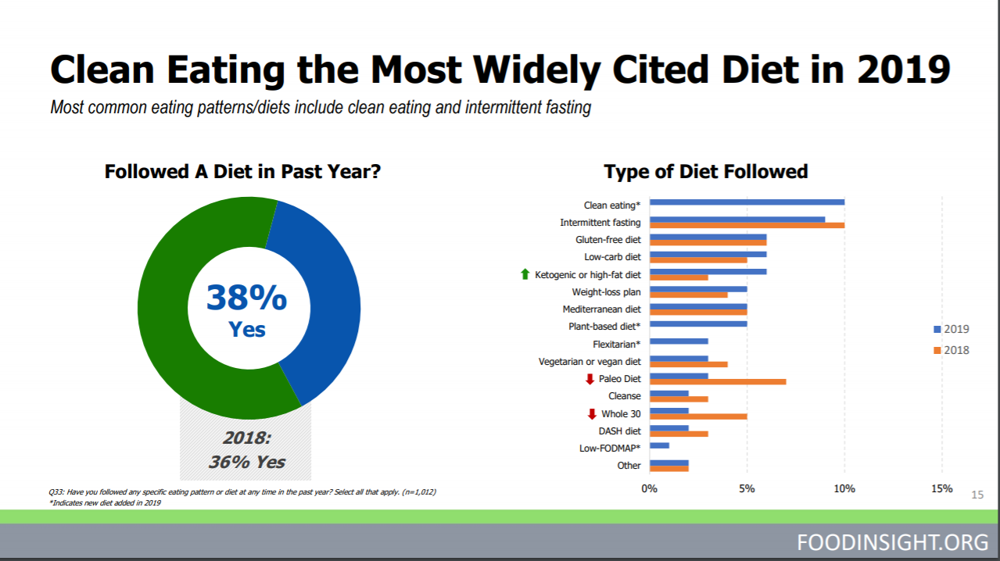 Clean Eating the Most Widely Cited Diet in 2019
Most common eating patterns/diets include clean eating and intermittent fasting
Followed A Diet in Past Year?
38%
Yes
2018:
36% Yes
Type of Diet Followed
Clean eating*
Intermittent fasting
Gluten-free diet
Low-carb diet
Ketogenic or high-fat diet
Weight-loss plan
Mediterranean diet
Plant-based diet*
Flexitarian*
Vegetarian or vegan diet
Paleo Diet
Cleanse
Whole 30
DASH diet
Low-FODMAP*
Other
0% 5% 10% 15%
2019
2018
Q33: Have you followed any specific eating pattern or diet at any time in the past year? Select all that apply. (n=1,012)
*Indicates new diet added in 2019
15
FOODINSIGHT.ORG